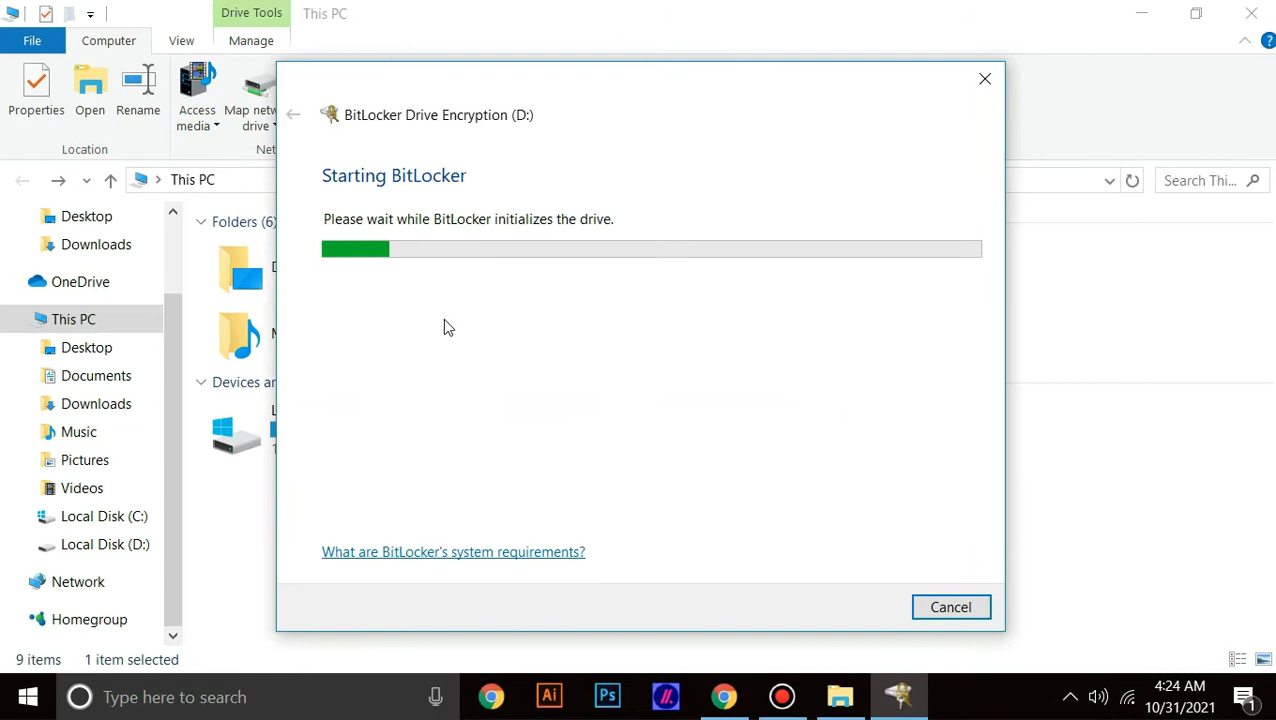 Drive Tools
This PC
File
Computer
View
Manage
Properties
Open
Rename
Access
media
Map netw
drive
Location
Net
This PC
Search Thi...
Desktop
Downloads
OneDrive
This PC
Desktop
Documents
Downloads
Music
Pictures
Videos
Local Disk (C:)
Local Disk (D:)
Network
Homegroup
Folders (6)
Devices an
BitLocker Drive Encryption (D:)
Starting BitLocker
Please wait while BitLocker initializes the drive.
What are BitLocker's system requirements?
Cancel
9 items
1 item selected
Type here to search
Ai
Ps
4:24 AM
10/31/2021
1